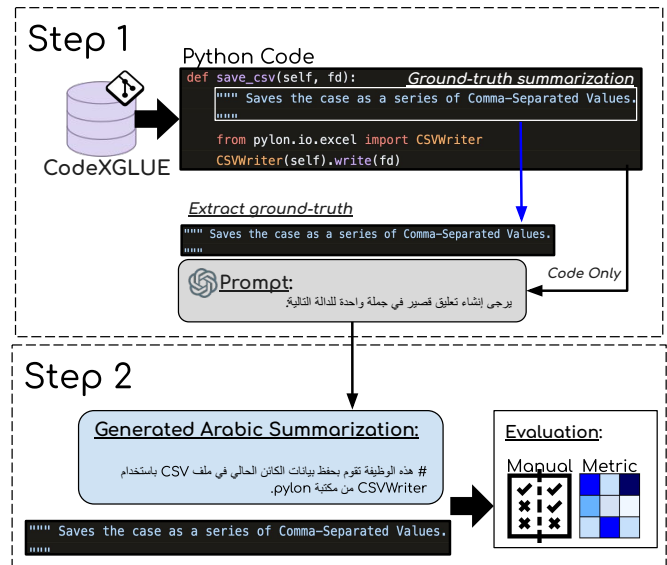 Step 1
Python Code
def save_csv(self, fd):
Ground-truth summarization
""" Saves the case as a series of Comma-Separated Values.
"""
from pylon.io.excel import CSVWriter
CSVWriter(self).write(fd)
CodeXGLUE
Extract ground-truth
""" Saves the case as a series of Comma-Separated Values.
"""
Code Only
Prompt:
يرجى إنشاء تعليق قصير في جملة واحدة للدالة التالية:
Step 2
Generated Arabic Summarization:
# هذه الوظيفة تقوم بحفظ بيانات الكائن الحالي في ملف CSV باستخدام
CSVWriter من مكتبة pylon.
Evaluation:
Manual Metric
""" Saves the case as a series of Comma-Separated Values.
"""